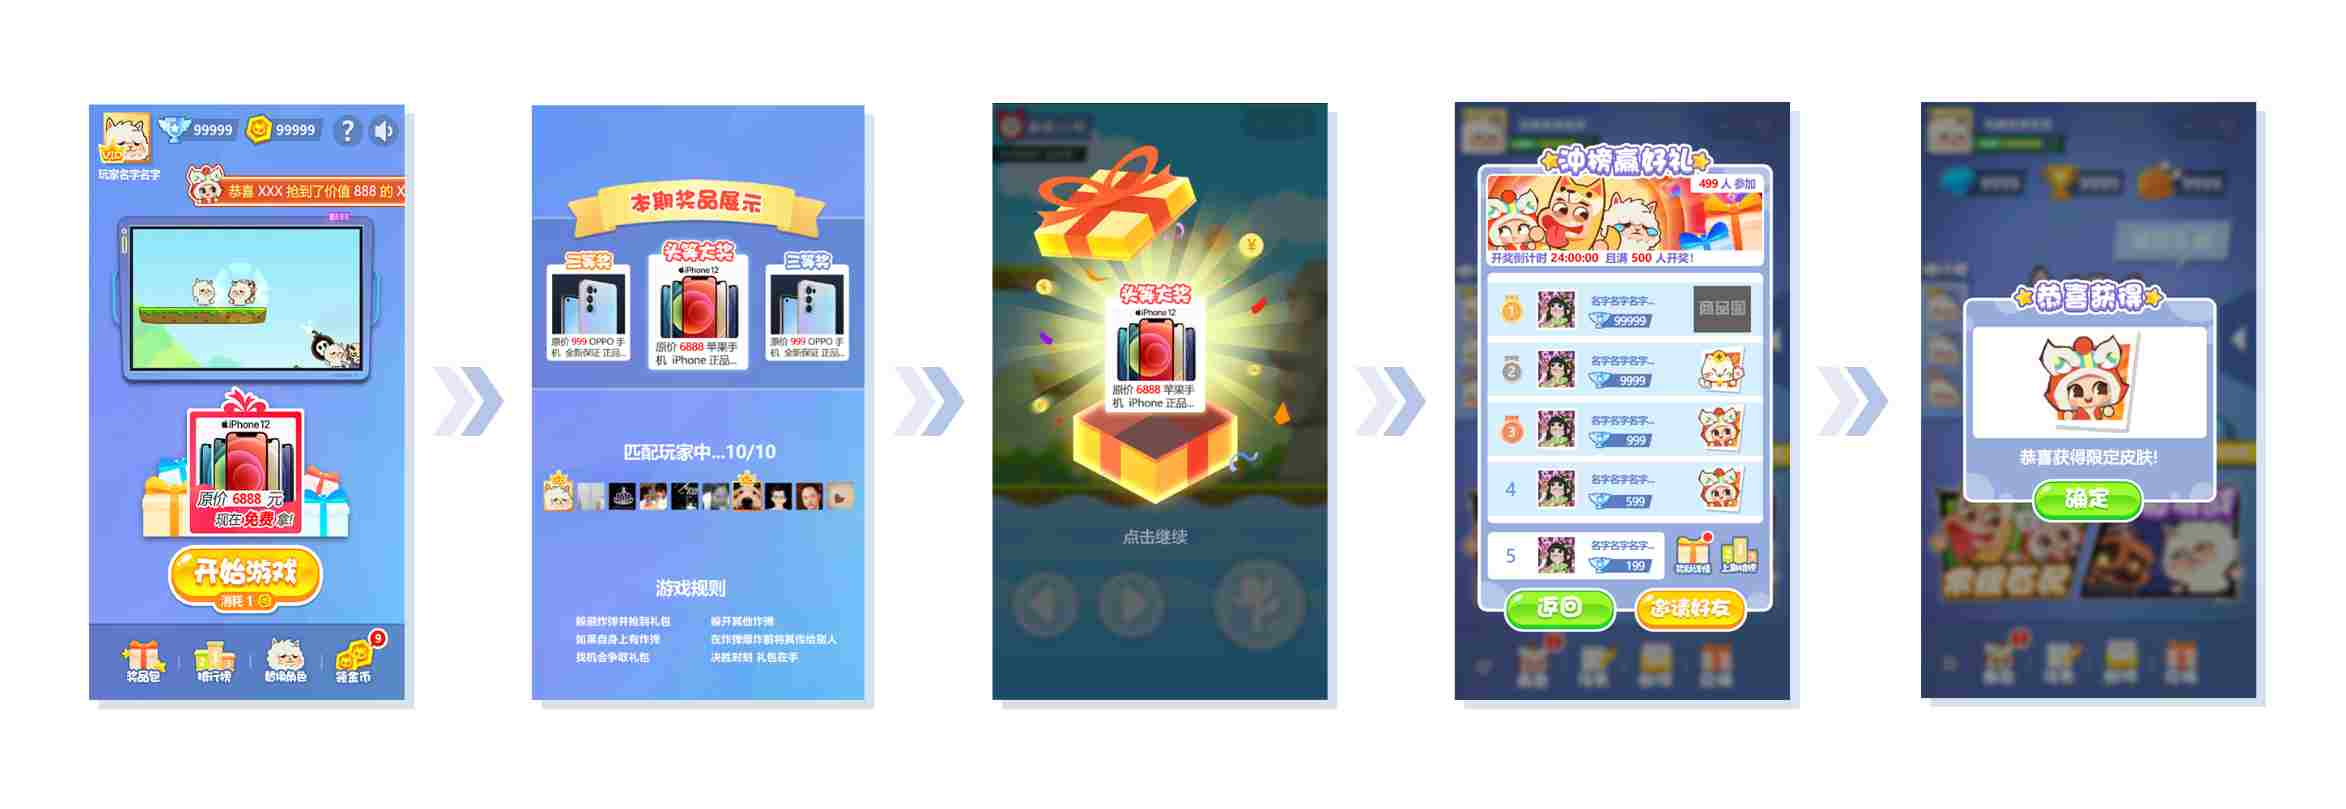 99999
99999
?
VIP
玩家名字名字
恭喜 XXX 抢到了价值 888 的 X
iPhone 12
原价 6888 元
现在免费拿!
开始游戏
消耗 1
9
奖品包
排行榜
替换角色
领金币
本期奖品展示
三等奖
原价 999 OPPO 手
机 全新保证 正品...
头等大奖
iPhone 12
原价 6888 苹果手
机 iPhone 正品...
三等奖
原价 999 OPPO 手
机 全新保证 正品...
匹配玩家中...10/10
游戏规则
躲避炸弹并抢到礼包
如果自身上有炸弹
找机会争取礼包
躲开其他炸弹
在炸弹爆炸前将其传给别人
决胜时刻 礼包在手
头等大奖
iPhone 12
原价 6888 苹果手
机 iPhone 正品...
点击继续
冲榜赢好礼
499 人 参加
开奖倒计时 24:00:00 且满 500 人开奖!
1
名字名字名字...
99999
商品图
2
名字名字名字...
9999
3
名字名字名字...
999
4
名字名字名字...
599
5
名字名字名字...
199
奖励详情
返回
邀请好友
恭喜获得
恭喜获得限定皮肤!
确定